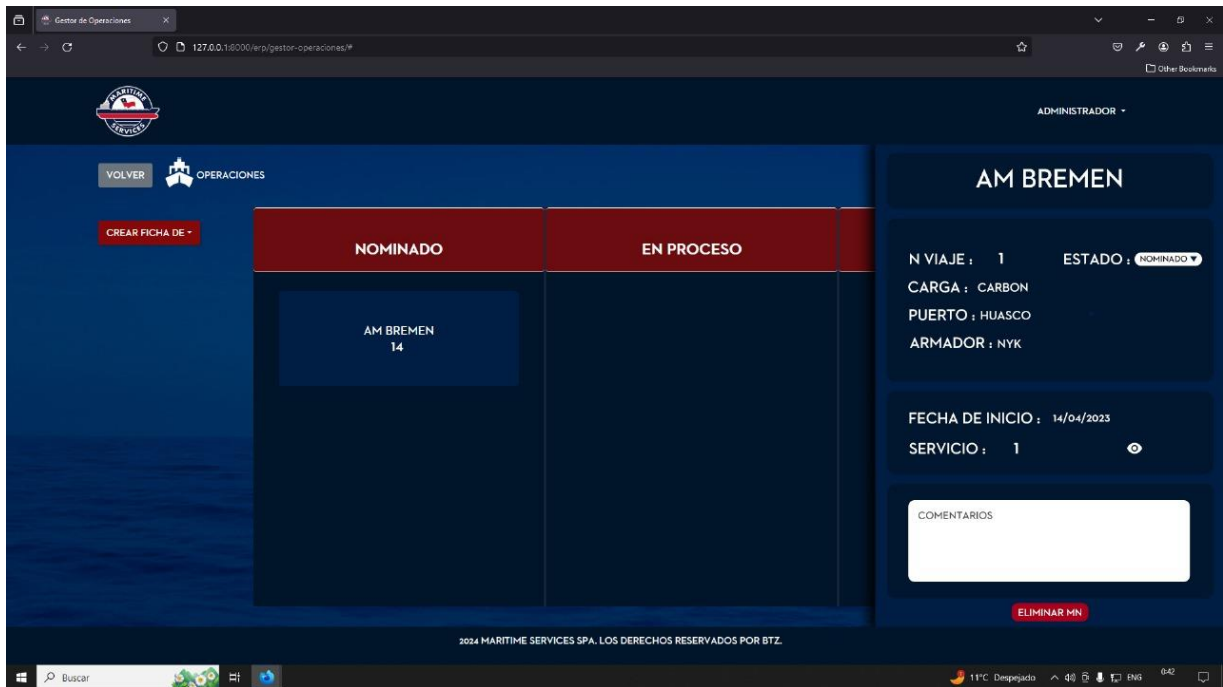 Gestor de Operaciones
127.0.0.1:8000/erp/gestor-operaciones/#
Other Bookmarks
MARITIME
SERVICES
ADMINISTRADOR
VOLVER
OPERACIONES
CREAR FICHA DE
NOMINADO
EN PROCESO
AM BREMEN
14
AM BREMEN
N VIAJE : 1 ESTADO : NOMINADO
CARGA : CARBON
PUERTO : HUASCO
ARMADOR : NYK
FECHA DE INICIO : 14/04/2023
SERVICIO : 1
COMENTARIOS
ELIMINAR MN
2024 MARITIME SERVICES SPA. LOS DERECHOS RESERVADOS POR BTZ.
Buscar
11°C Despejado
ENG
0:42